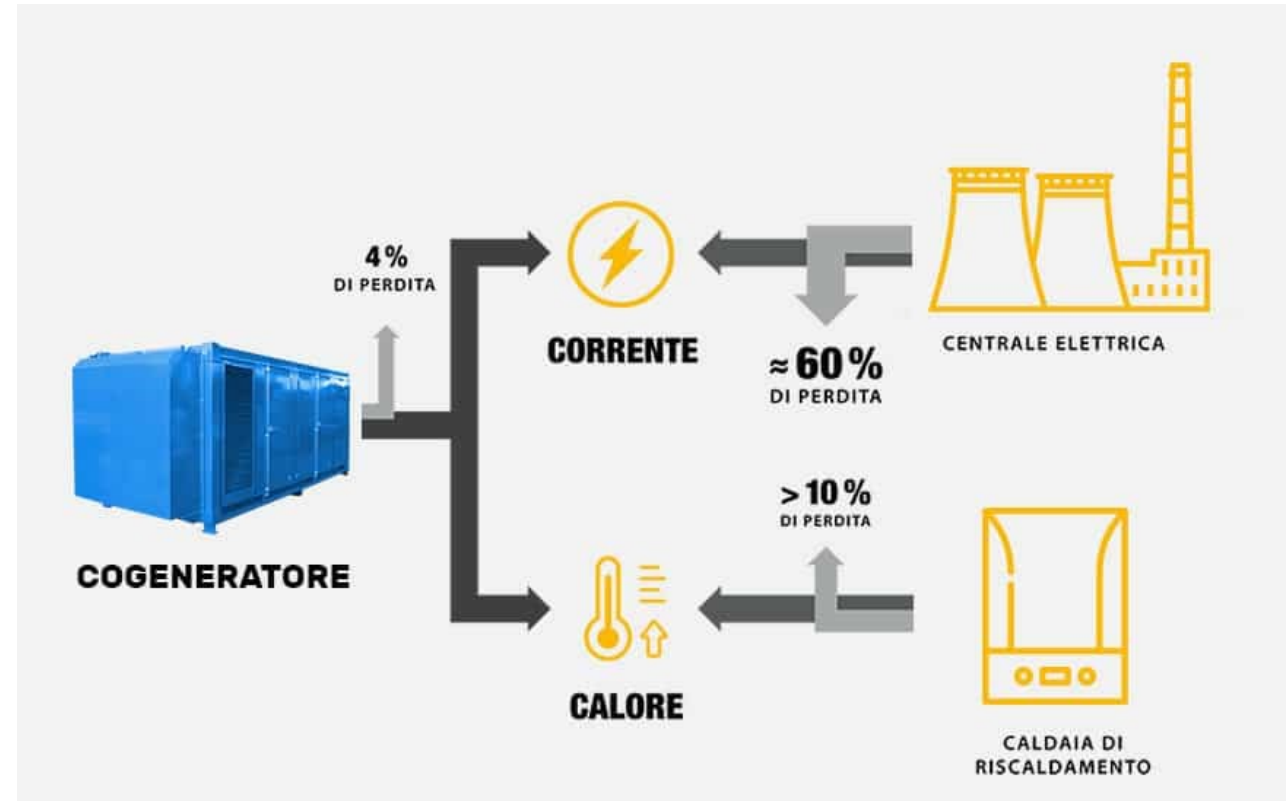 4%
DI PERDITA
COGENERATORE
CORRENTE
≈ 60%
DI PERDITA
CENTRALE ELETTRICA
> 10%
DI PERDITA
CALORE
CALDAIA DI
RISCALDAMENTO